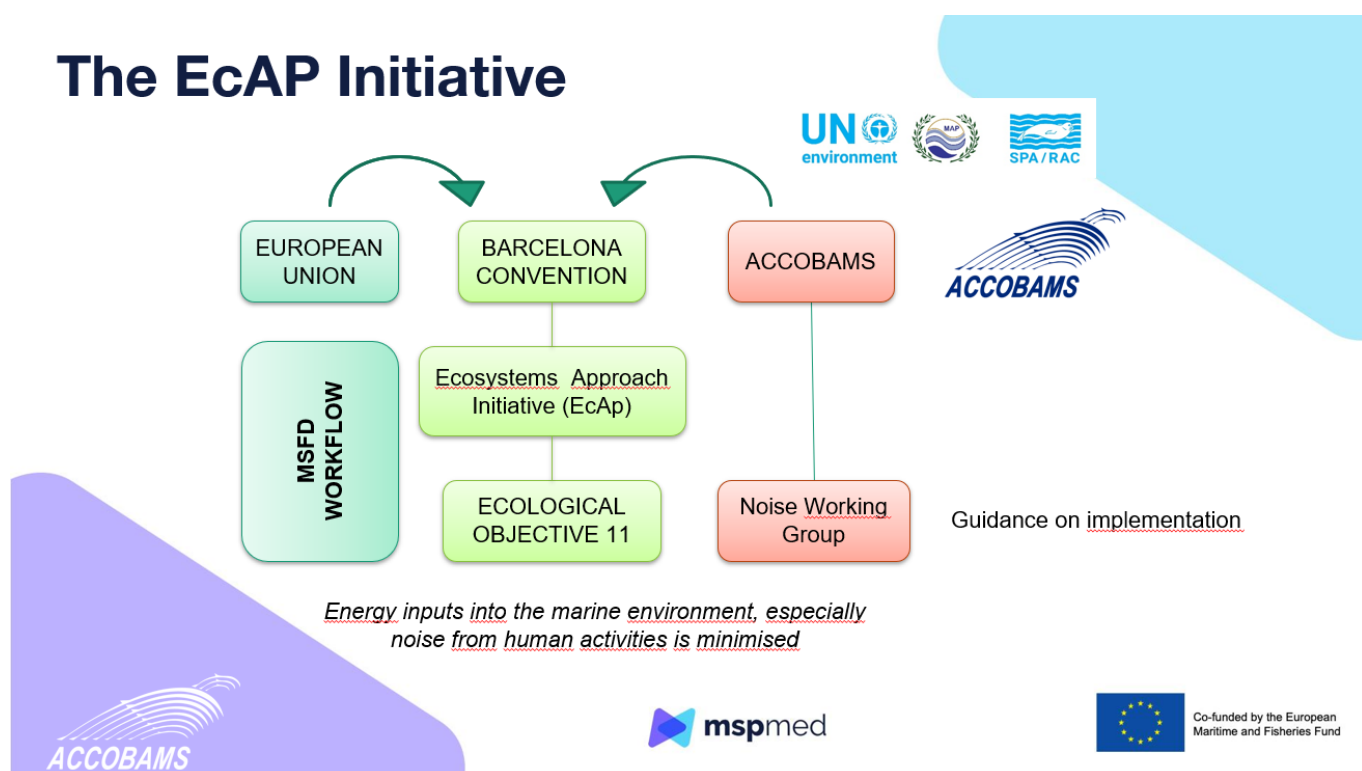 The EcAP Initiative
UN
environment
MAP
SPA/RAC
EUROPEAN
UNION
BARCELONA
CONVENTION
ACCOBAMS
ACCOBAMS
MSFD
WORKFLOW
Ecosystems Approach
Initiative (EcAp)
ECOLOGICAL
OBJECTIVE 11
Noise Working
Group
Guidance on implementation
Energy inputs into the marine environment, especially
noise from human activities is minimised
ACCOBAMS
mspmed
Co-funded by the European
Maritime and Fisheries Fund